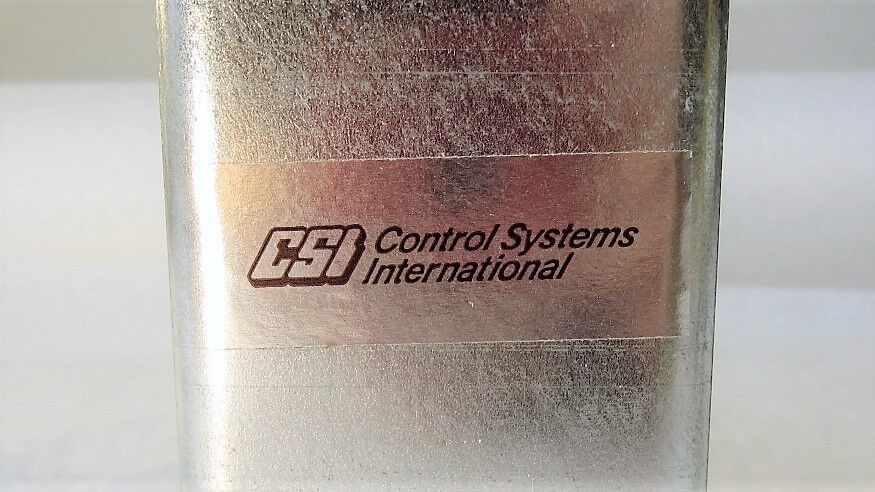 CSI Control Systems
International